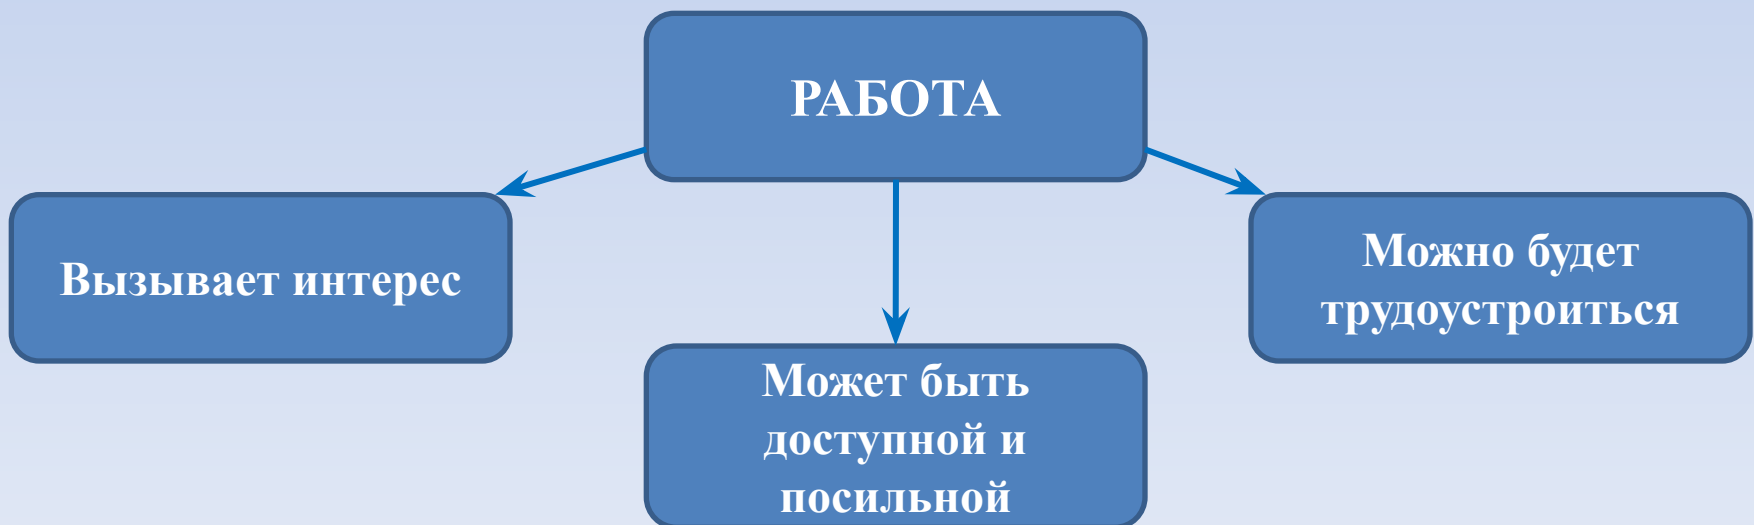 РАБОТА
Вызывает интерес
Может быть
доступной и
посильной
Можно будет
трудоустроиться